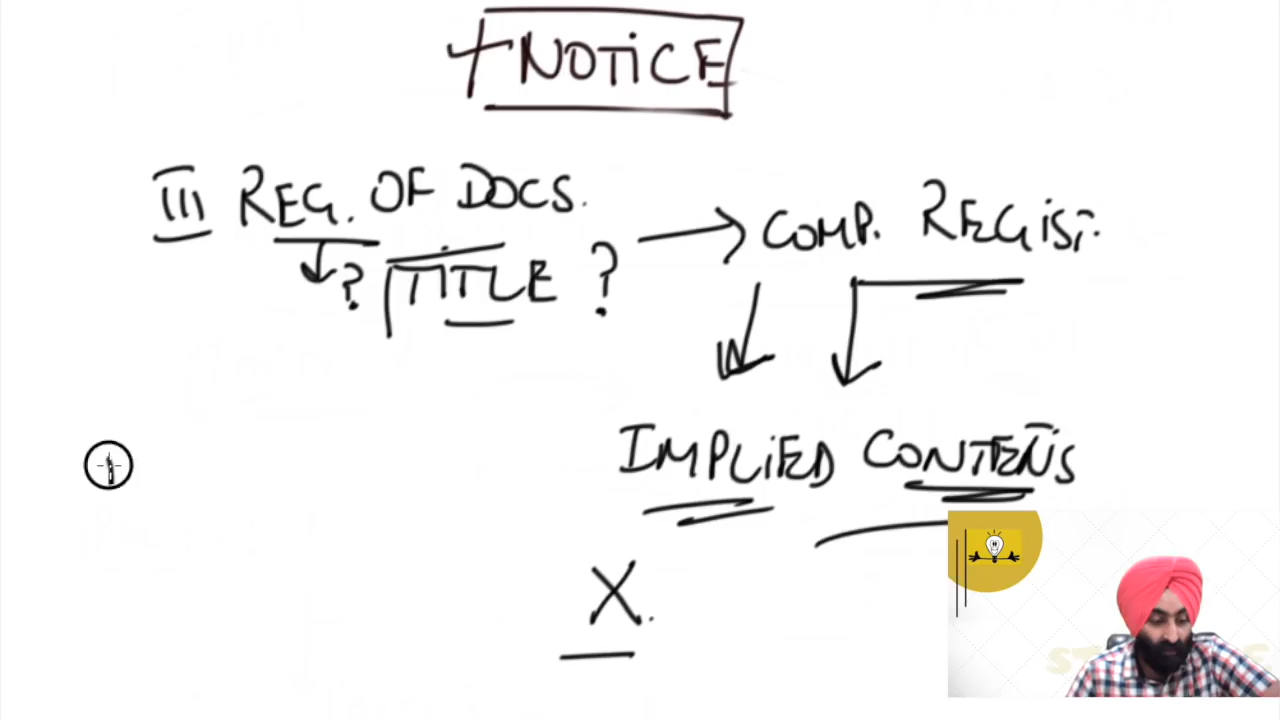 +NOTICE
III REG. OF DOCS.
? TITLE ? → COMP. REGIST.
IMPLIED CONTENTS
X.